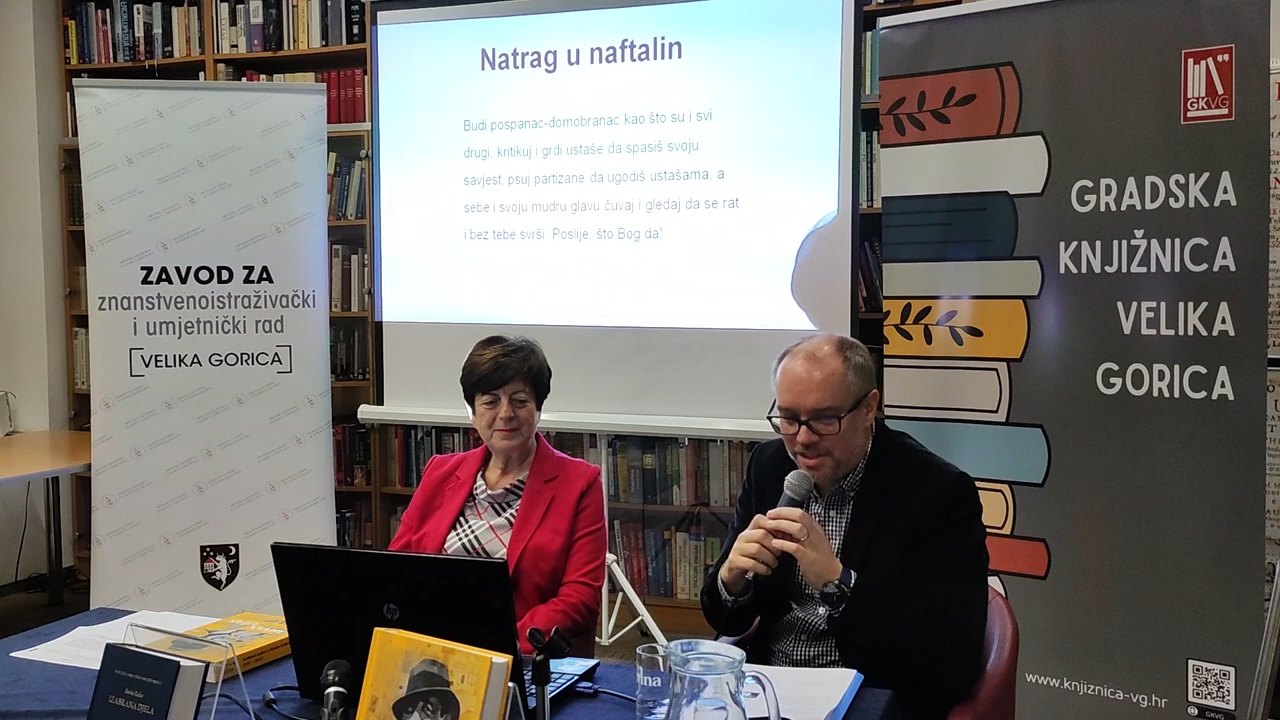 Natrag u naftalin
Budi pospanac-domobranac kao što su i svi
drugi, kritikuj i grdi ustaše da spasiš svoju
savjest, psuj partizane da ugodiš ustašama, a
sebe i svoju mudru glavu čuvaj i gledaj da se rat
i bez tebe svrši. Poslije, što Bog da!
ZAVOD ZA
znanstvenoistraživački
i umjetnički rad
[VELIKA GORICA]
GKVG
GRADSKA
KNJIŽNICA
VELIKA
GORICA
www.knjiznica-vg.hr
GKVG
hp
IZABRANA DJELA